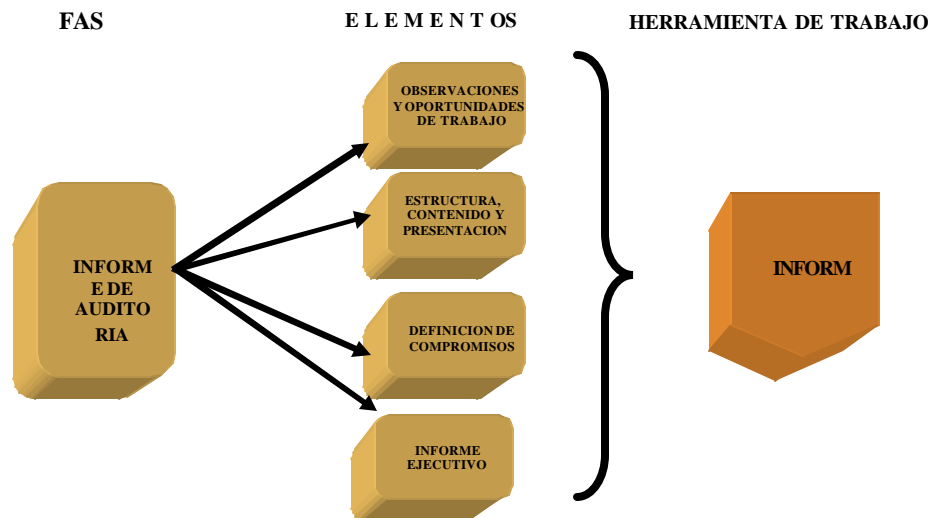 FAS
E L E M E N T OS
HERRAMIENTA DE TRABAJO
INFORM
E DE
AUDITO
RIA
OBSERVACIONES
Y OPORTUNIDADES
DE TRABAJO
ESTRUCTURA,
CONTENIDO Y
PRESENTACION
DEFINICION DE
COMPROMISOS
INFORME
EJECUTIVO
INFORM